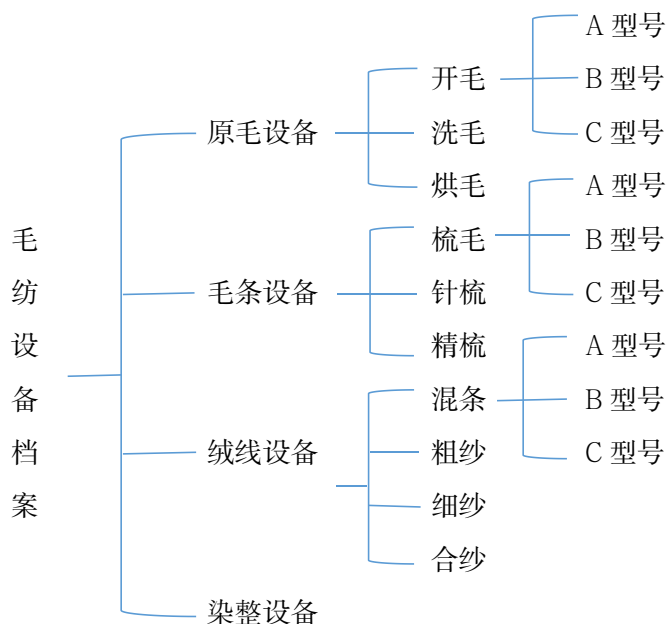 毛纺设备档案
原毛设备
开毛
A 型号
B 型号
C 型号
洗毛
烘毛
毛条设备
梳毛
A 型号
B 型号
C 型号
针梳
精梳
绒线设备
混条
A 型号
B 型号
C 型号
粗纱
细纱
合纱
染整设备